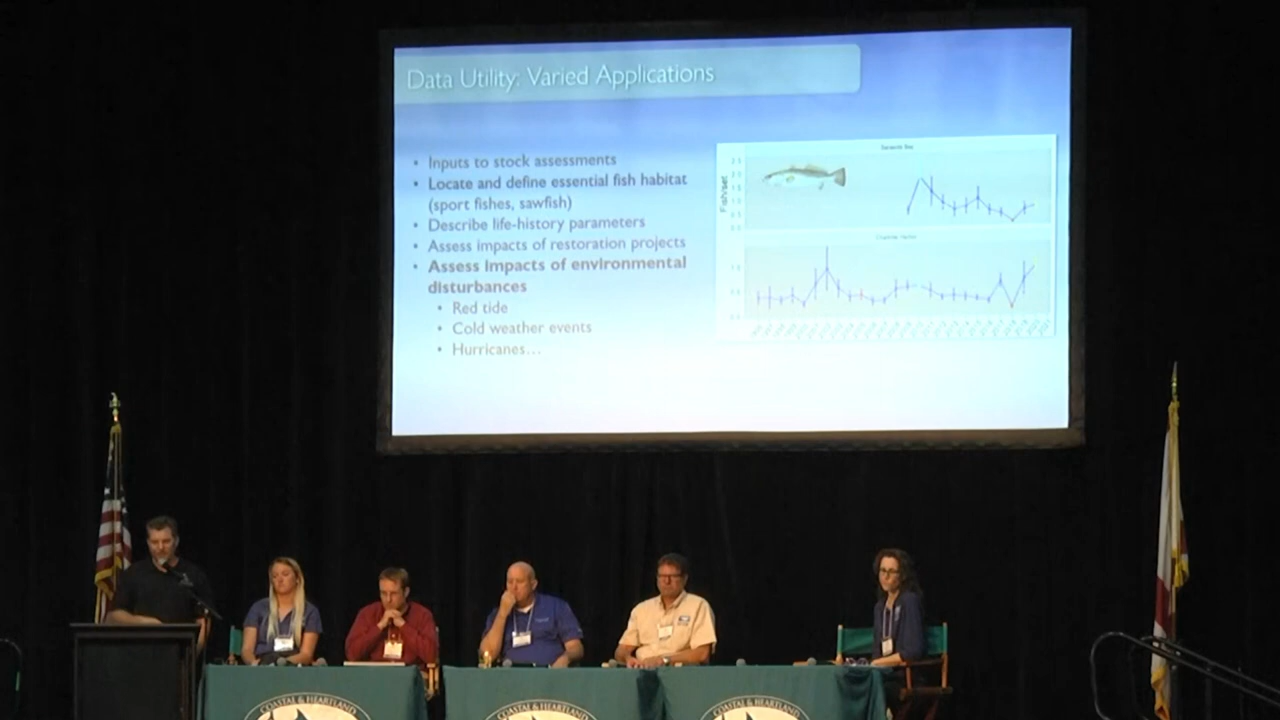 Data Utility: Varied Applications
• Inputs to stock assessments
• Locate and define essential fish habitat
(sport fishes, sawfish)
• Describe life-history parameters
• Assess impacts of restoration projects
• Assess impacts of environmental
disturbances
• Red tide
• Cold weather events
• Hurricanes...
Fish/set
COASTAL & HEARTLAND
COASTAL & HEARTLAND
COASTAL & HEARTLAND